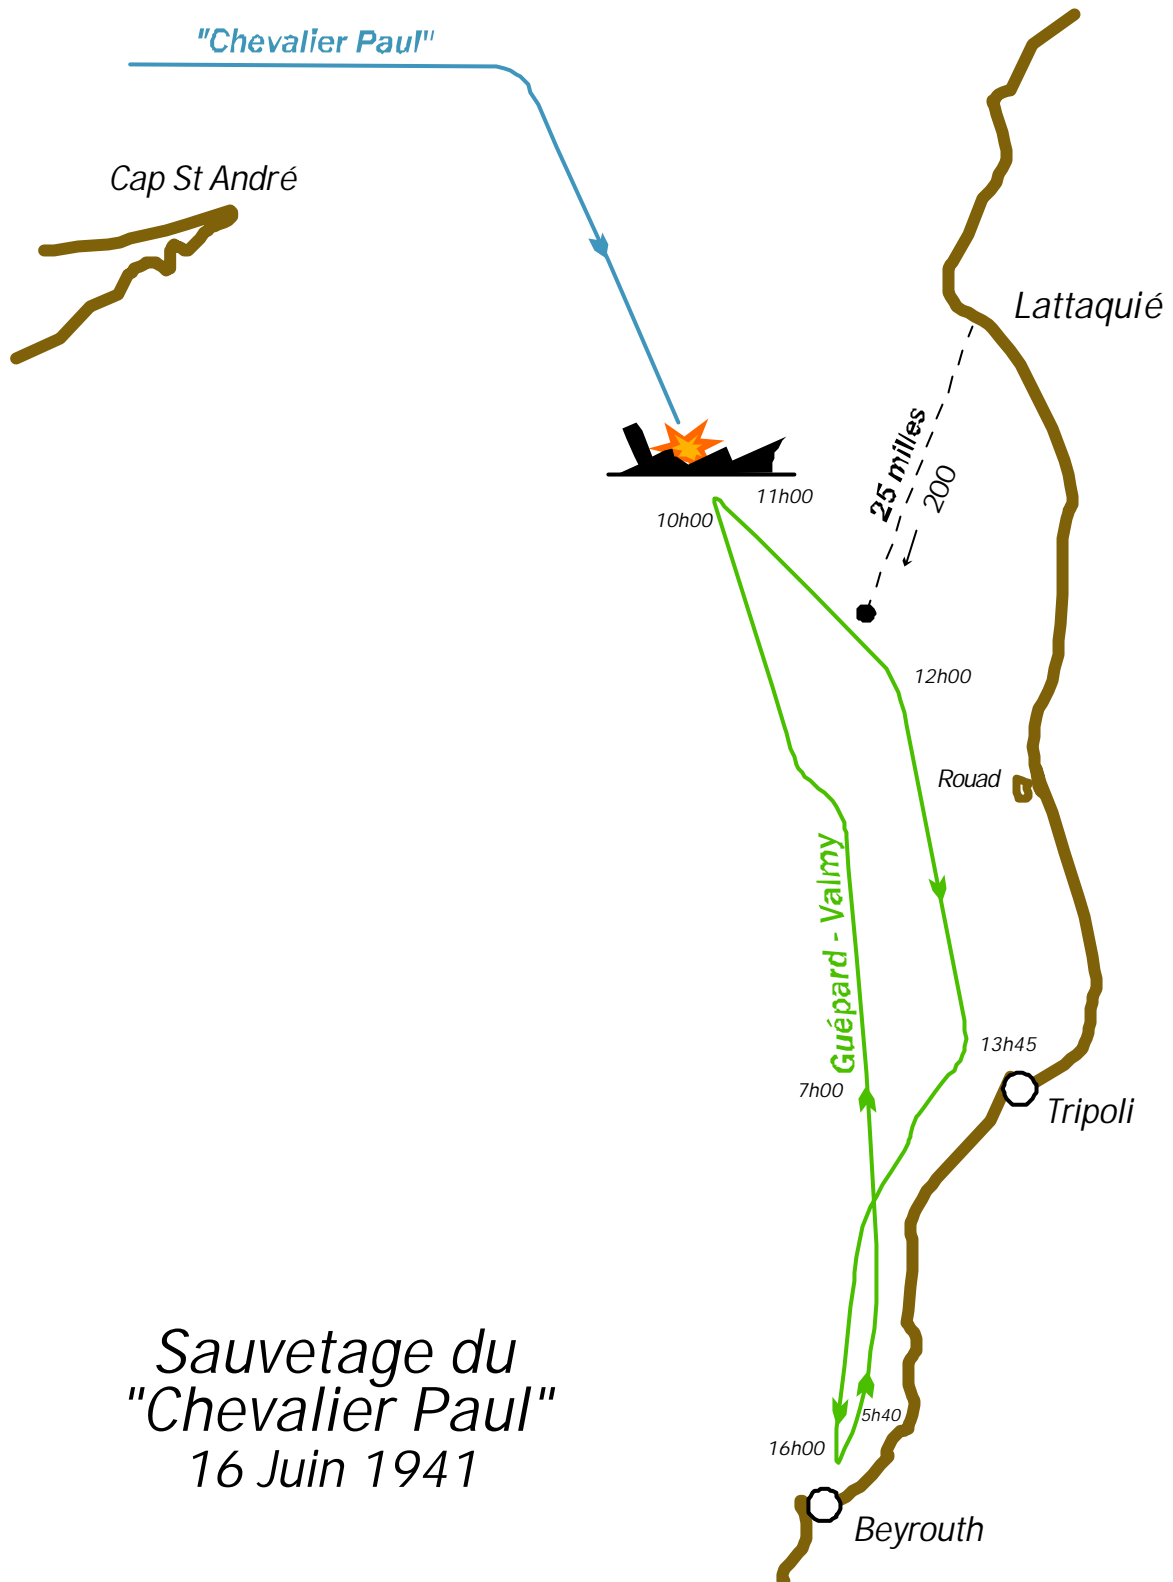 "Chevalier Paul"
Cap St André
Lattaquié
25 milles
200
11h00
10h00
12h00
Rouad
Guépard - Valmy
13h45
7h00
Tripoli
Sauvetage du
"Chevalier Paul"
16 Juin 1941
5h40
16h00
Beyrouth